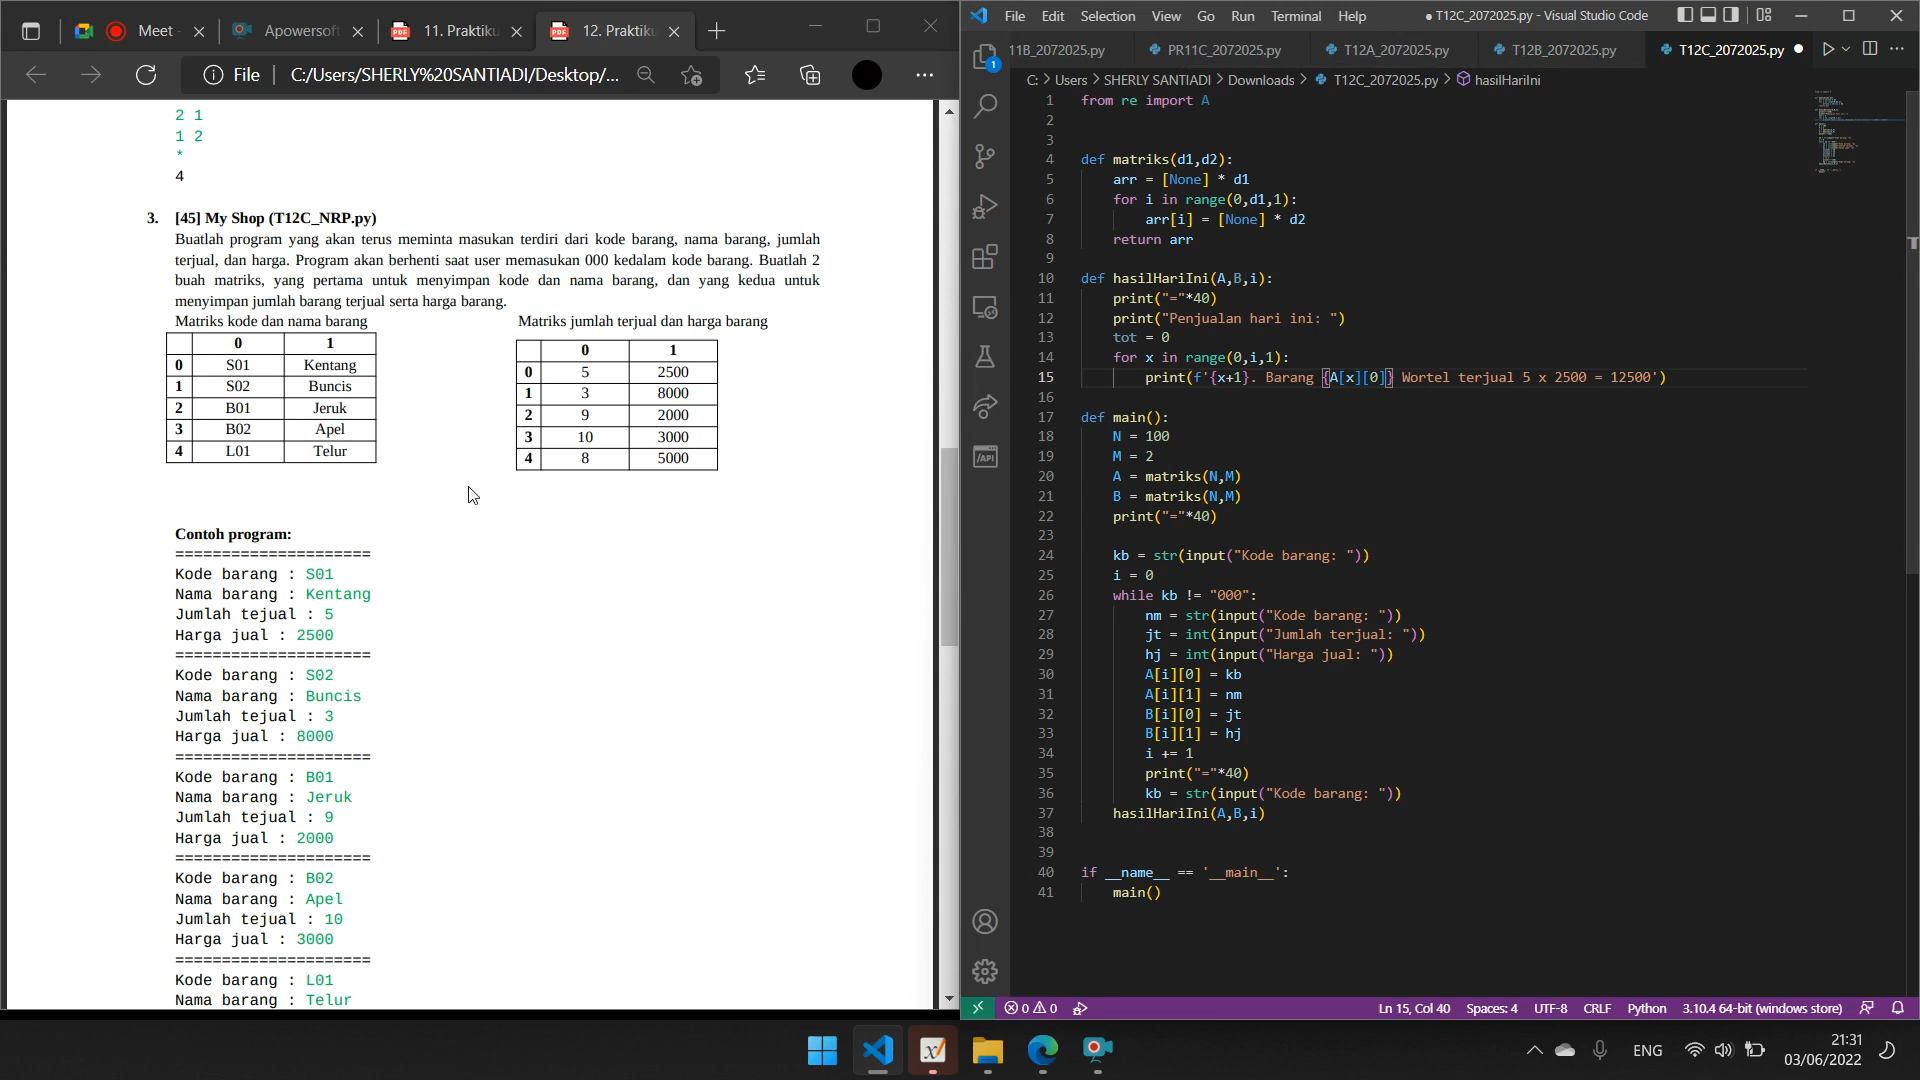 Meet
Apowersoft
11. Praktiku
12. Praktiku
File
C:/Users/SHERLY%20SANTIADI/Desktop/...
2 1
1 2
*
4
3. [45] My Shop (T12C_NRP.py)
Buatlah program yang akan terus meminta masukan terdiri dari kode barang, nama barang, jumlah
terjual, dan harga. Program akan berhenti saat user memasukan 000 kedalam kode barang. Buatlah 2
buah matriks, yang pertama untuk menyimpan kode dan nama barang, dan yang kedua untuk
menyimpan jumlah barang terjual serta harga barang.
Matriks kode dan nama barang
0 1
0 S01 Kentang
1 S02 Buncis
2 B01 Jeruk
3 B02 Apel
4 L01 Telur
Matriks jumlah terjual dan harga barang
0 1
0 5 2500
1 3 8000
2 9 2000
3 10 3000
4 8 5000
Contoh program:
=====================
Kode barang : S01
Nama barang : Kentang
Jumlah tejual : 5
Harga jual : 2500
=====================
Kode barang : S02
Nama barang : Buncis
Jumlah tejual : 3
Harga jual : 8000
=====================
Kode barang : B01
Nama barang : Jeruk
Jumlah tejual : 9
Harga jual : 2000
=====================
Kode barang : B02
Nama barang : Apel
Jumlah tejual : 10
Harga jual : 3000
=====================
Kode barang : L01
Nama barang : Telur
File Edit Selection View Go Run Terminal Help
● T12C_2072025.py - Visual Studio Code
11B_2072025.py
PR11C_2072025.py
T12A_2072025.py
T12B_2072025.py
T12C_2072025.py
C: > Users > SHERLY SANTIADI > Downloads > T12C_2072025.py > hasilHariIni
1
/API
1 from re import A
2
3
4 def matriks(d1,d2):
5 arr = [None] * d1
6 for i in range(0,d1,1):
7 arr[i] = [None] * d2
8 return arr
9
10 def hasilHariIni(A,B,i):
11 print("="*40)
12 print("Penjualan hari ini: ")
13 tot = 0
14 for x in range(0,i,1):
15 print(f'{x+1}. Barang {A[x][0]} Wortel terjual 5 x 2500 = 12500')
16
17 def main():
18 N = 100
19 M = 2
20 A = matriks(N,M)
21 B = matriks(N,M)
22 print("="*40)
23
24 kb = str(input("Kode barang: "))
25 i = 0
26 while kb != "000":
27 nm = str(input("Kode barang: "))
28 jt = int(input("Jumlah terjual: "))
29 hj = int(input("Harga jual: "))
30 A[i][0] = kb
31 A[i][1] = nm
32 B[i][0] = jt
33 B[i][1] = hj
34 i += 1
35 print("="*40)
36 kb = str(input("Kode barang: "))
37 hasilHariIni(A,B,i)
38
39
40 if __name__ == '__main__':
41 main()
0 0
Ln 15, Col 40 Spaces: 4 UTF-8 CRLF Python 3.10.4 64-bit (windows store)
ENG
21:31
03/06/2022